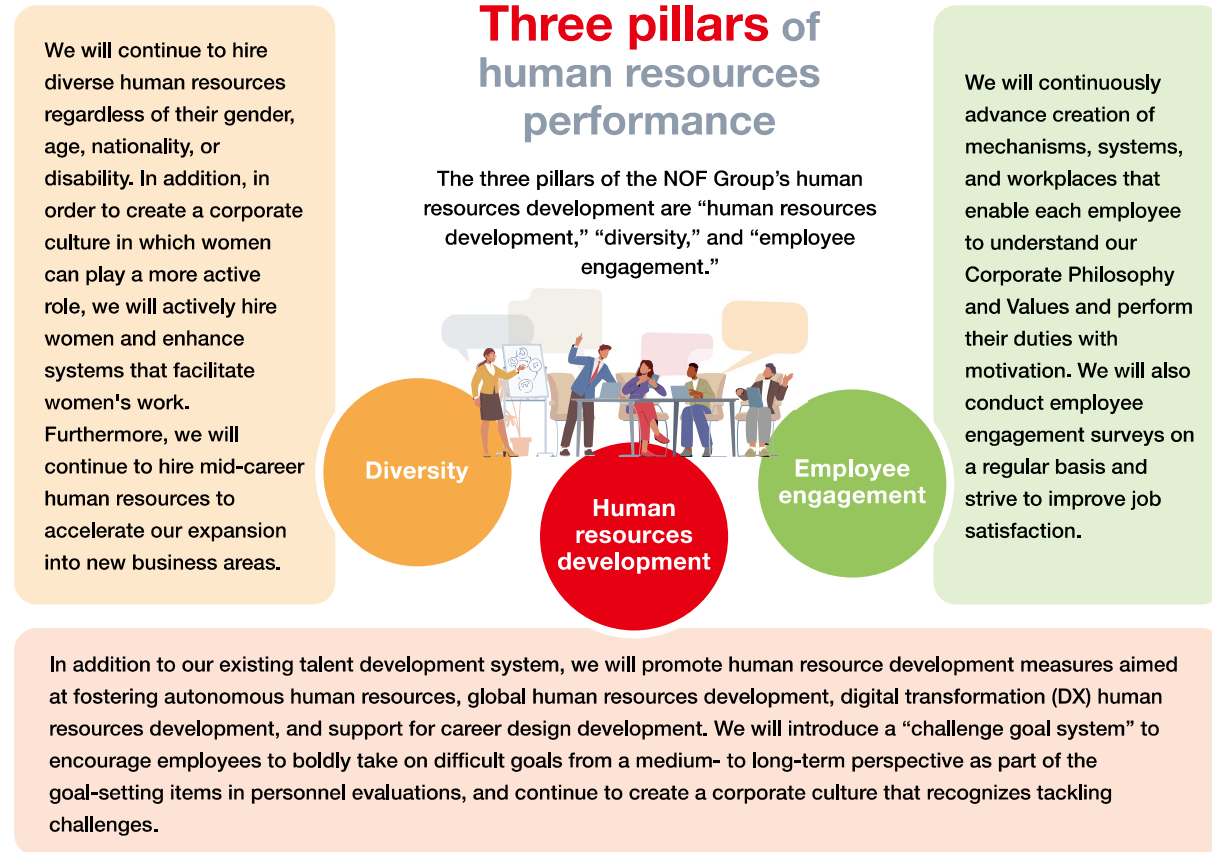 Three pillars of
human resources
performance
The three pillars of the NOF Group’s human
resources development are “human resources
development,” “diversity,” and “employee
engagement.”
We will continue to hire
diverse human resources
regardless of their gender,
age, nationality, or
disability. In addition, in
order to create a corporate
culture in which women
can play a more active
role, we will actively hire
women and enhance
systems that facilitate
women's work.
Furthermore, we will
continue to hire mid-career
human resources to
accelerate our expansion
into new business areas.
Diversity
Human
resources
development
Employee
engagement
We will continuously
advance creation of
mechanisms, systems,
and workplaces that
enable each employee
to understand our
Corporate Philosophy
and Values and perform
their duties with
motivation. We will also
conduct employee
engagement surveys on
a regular basis and
strive to improve job
satisfaction.
In addition to our existing talent development system, we will promote human resource development measures aimed
at fostering autonomous human resources, global human resources development, digital transformation (DX) human
resources development, and support for career design development. We will introduce a “challenge goal system” to
encourage employees to boldly take on difficult goals from a medium- to long-term perspective as part of the
goal-setting items in personnel evaluations, and continue to create a corporate culture that recognizes tackling
challenges.